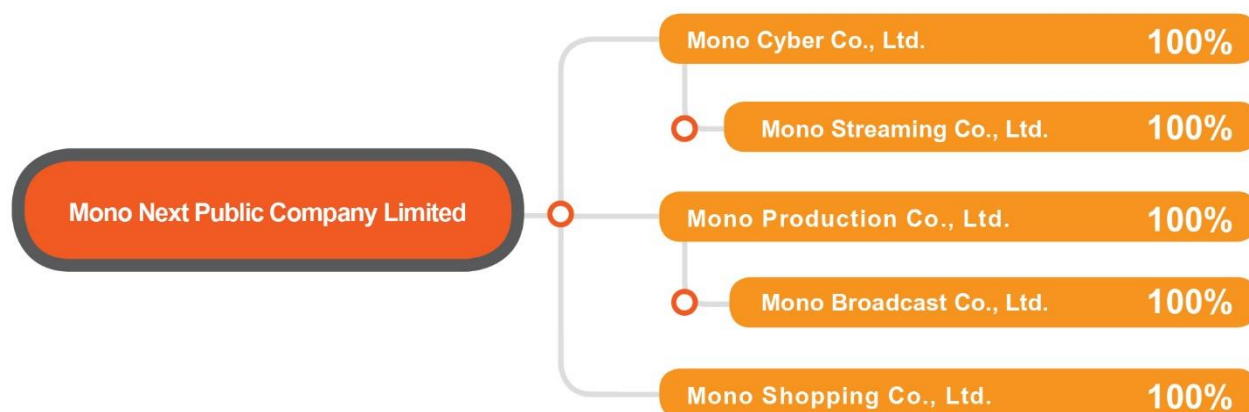 Mono Cyber Co., Ltd. 100%
Mono Streaming Co., Ltd. 100%
Mono Next Public Company Limited
Mono Production Co., Ltd. 100%
Mono Broadcast Co., Ltd. 100%
Mono Shopping Co., Ltd. 100%